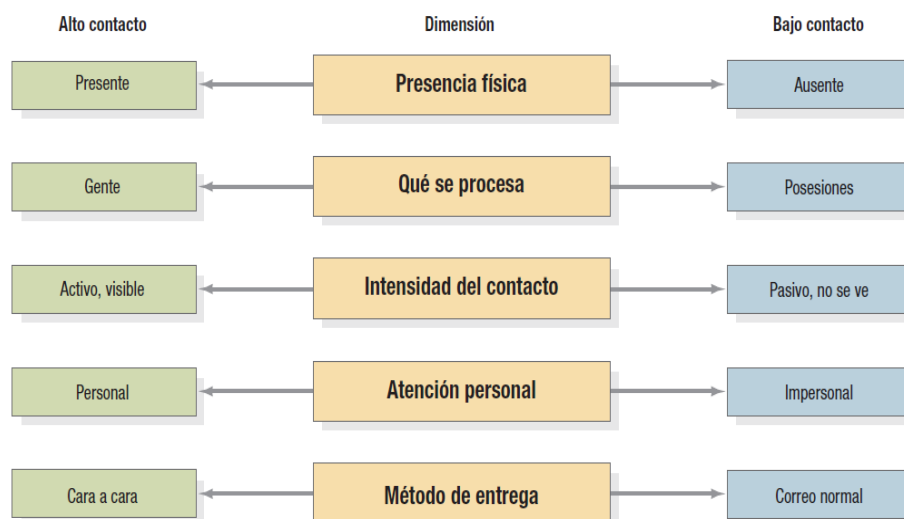 Alto contacto
Dimensión
Bajo contacto
Presente
Presencia física
Ausente
Gente
Qué se procesa
Posesiones
Activo, visible
Intensidad del contacto
Pasivo, no se ve
Personal
Atención personal
Impersonal
Cara a cara
Método de entrega
Correo normal